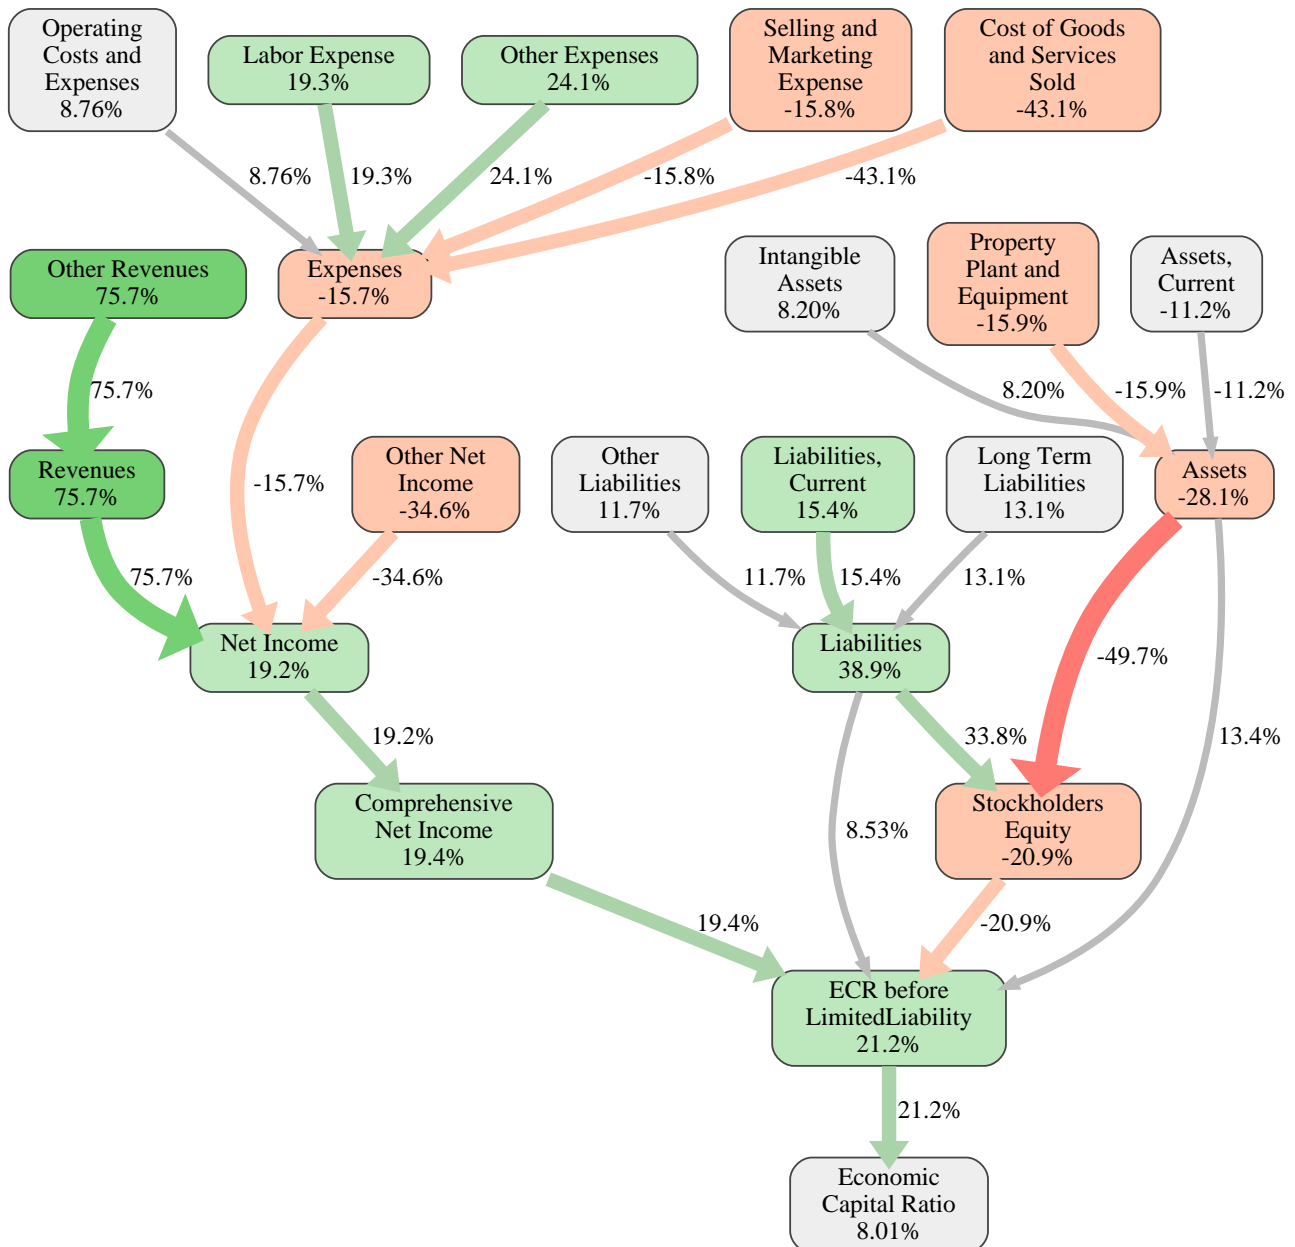 Operating
Costs and
Expenses
8.76%
Labor Expense
19.3%
Other Expenses
24.1%
Selling and
Marketing
Expense
-15.8%
Cost of Goods
and Services
Sold
-43.1%
8.76%
19.3%
24.1%
-15.8%
-43.1%
Other Revenues
75.7%
Expenses
-15.7%
Intangible
Assets
8.20%
Property
Plant and
Equipment
-15.9%
Assets,
Current
-11.2%
75.7%
8.20%
-15.9%
-11.2%
Revenues
75.7%
-15.7%
Other Net
Income
-34.6%
Other
Liabilities
11.7%
Liabilities,
Current
15.4%
Long Term
Liabilities
13.1%
Assets
-28.1%
75.7%
-34.6%
11.7%
15.4%
13.1%
Net Income
19.2%
Liabilities
38.9%
-49.7%
19.2%
33.8%
13.4%
Comprehensive
Net Income
19.4%
8.53%
Stockholders
Equity
-20.9%
19.4%
-20.9%
ECR before
LimitedLiability
21.2%
21.2%
Economic
Capital Ratio
8.01%